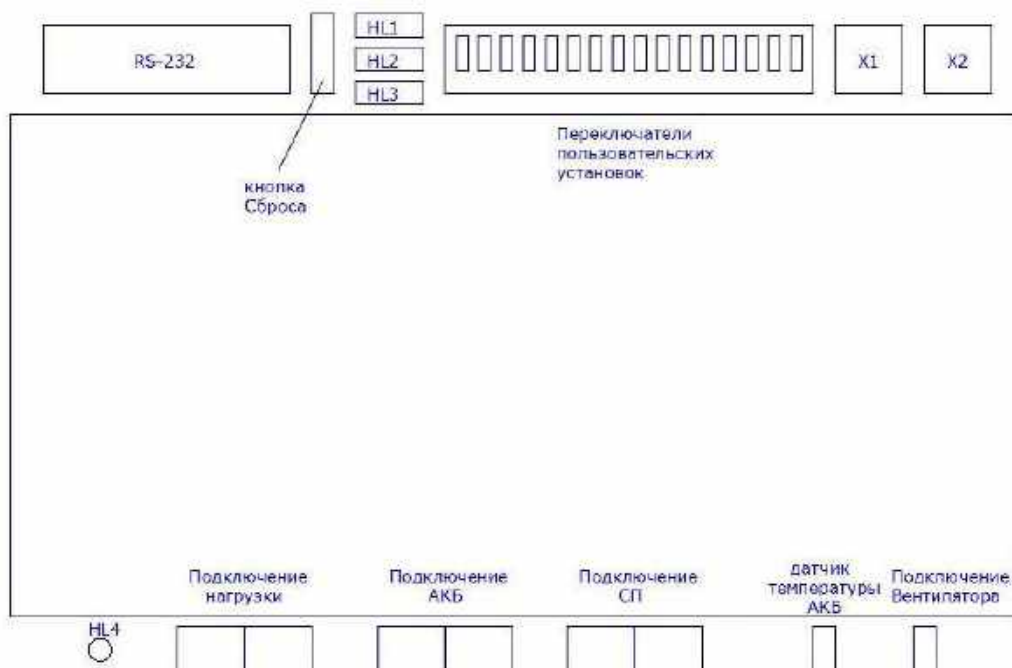 RS-232
HL1
HL2
HL3
X1
X2
Переключатели
пользовательских
установок
кнопка
Сброса
Подключение
нагрузки
Подключение
АКБ
Подключение
СП
датчик
температуры
АКБ
Подключение
Вентилятора
HL4